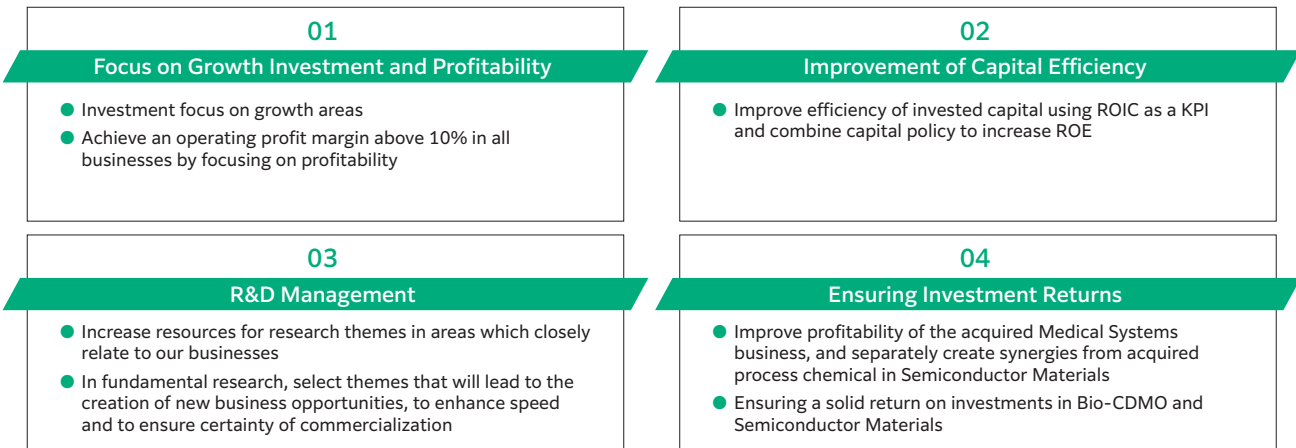 01
Focus on Growth Investment and Profitability
● Investment focus on growth areas
● Achieve an operating profit margin above 10% in all
businesses by focusing on profitability
02
Improvement of Capital Efficiency
● Improve efficiency of invested capital using ROIC as a KPI
and combine capital policy to increase ROE
03
R&D Management
● Increase resources for research themes in areas which closely
relate to our businesses
● In fundamental research, select themes that will lead to the
creation of new business opportunities, to enhance speed
and to ensure certainty of commercialization
04
Ensuring Investment Returns
● Improve profitability of the acquired Medical Systems
business, and separately create synergies from acquired
process chemical in Semiconductor Materials
● Ensuring a solid return on investments in Bio-CDMO and
Semiconductor Materials